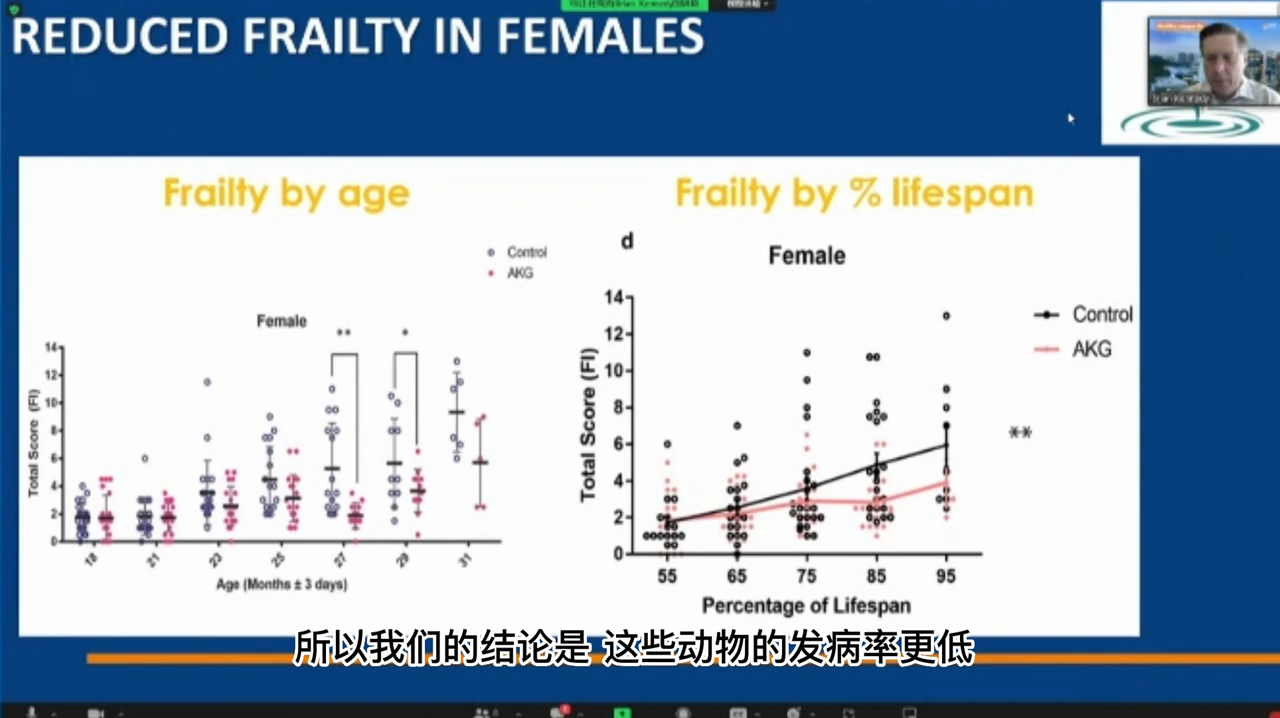 REDUCED FRAILTY IN FEMALES
Frailty by age
Control
AKG
Female
**
*
14
12
10
8
6
4
2
0
Total Score (FI)
18 21 23 25 27 29 31
Age (Months ± 3 days)
Frailty by % lifespan
d
Female
Control
AKG
**
14
12
10
8
6
4
2
0
Total Score (FI)
55 65 75 85 95
Percentage of Lifespan
所以我们的结论是 这些动物的发病率更低